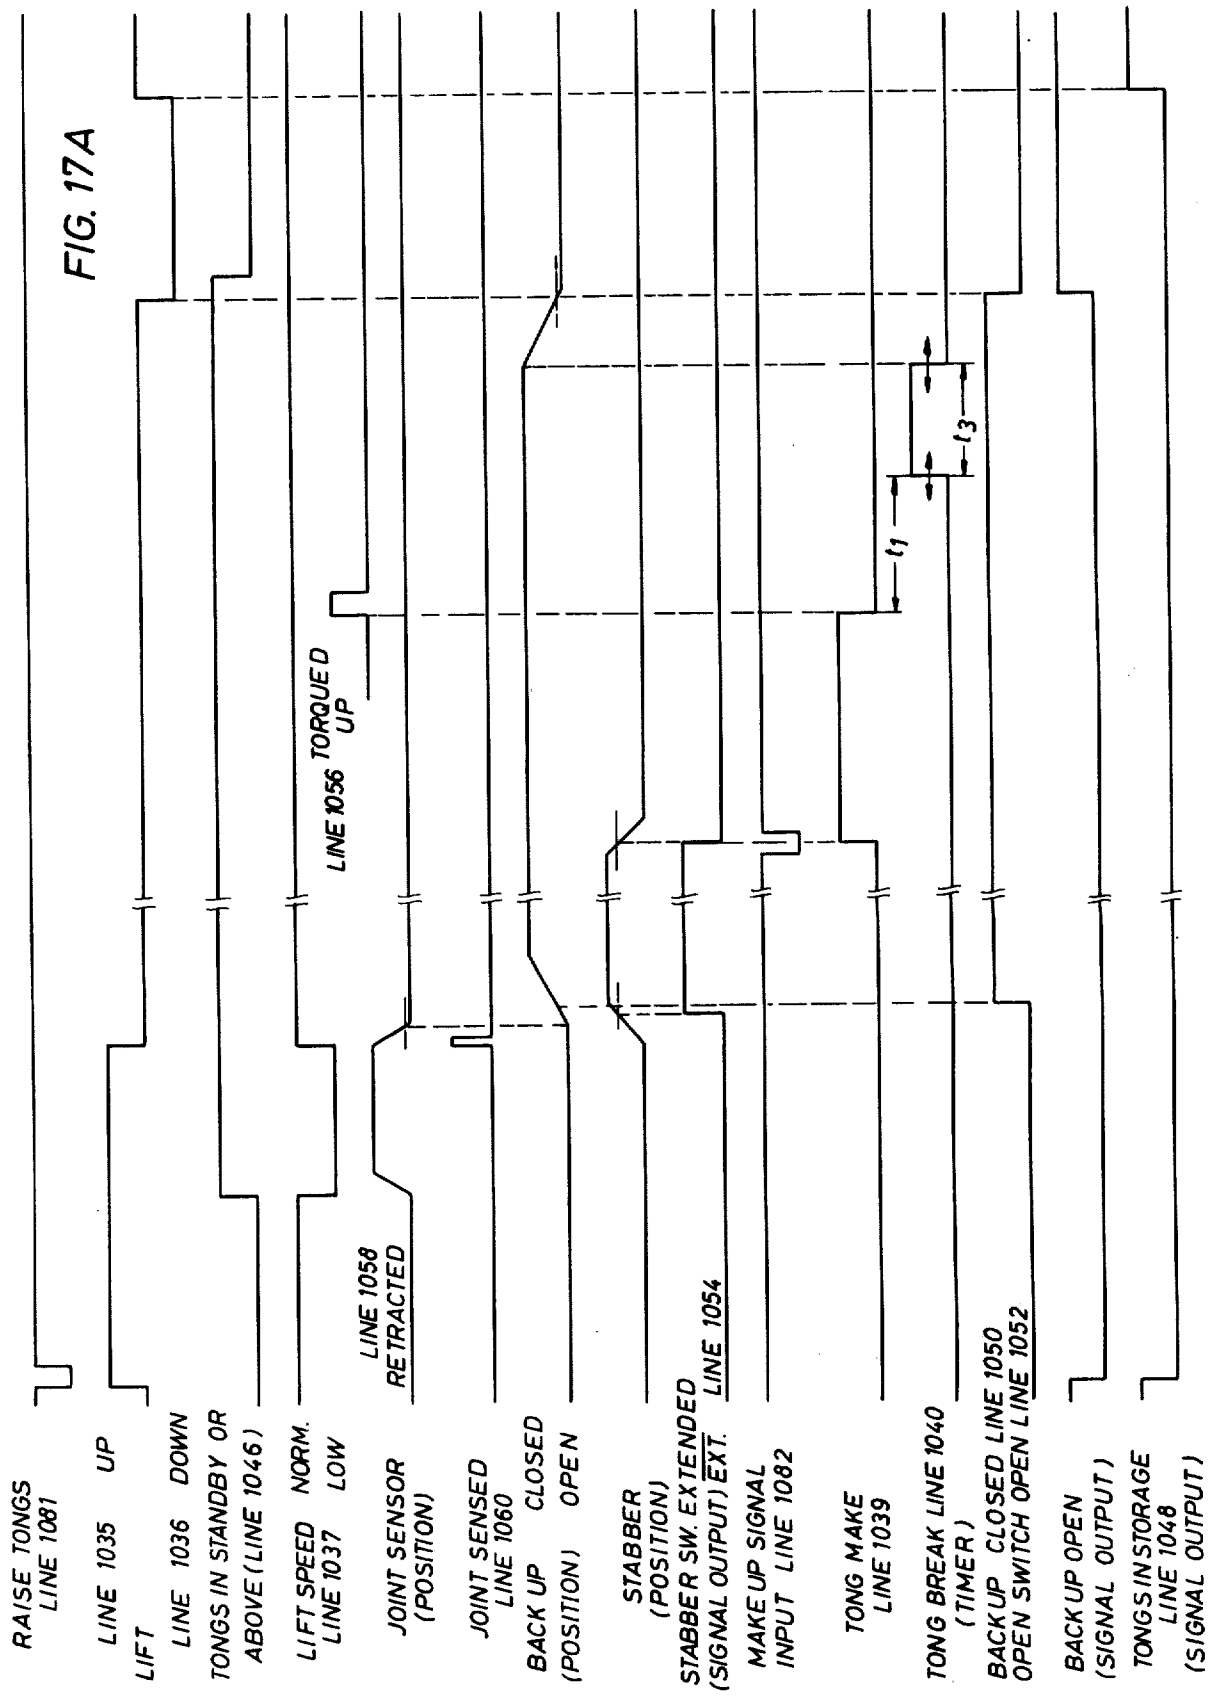 FIG. 17A
RAISE TONGS
LINE 1081
LINE 1035 UP
LIFT
LINE 1036 DOWN
TONGS IN STANDBY OR
ABOVE (LINE 1046)
LIFT SPEED NORM.
LINE 1037 LOW
LINE 1056 TORQUED
UP
LINE 1058
RETRACTED
JOINT SENSOR
(POSITION)
JOINT SENSED
LINE 1060
BACK UP CLOSED
(POSITION) OPEN
STABBER
(POSITION)
STABBER SW. EXTENDED
(SIGNAL OUTPUT) EXT. LINE 1054
MAKE UP SIGNAL
INPUT LINE 1082
TONG MAKE
LINE 1039
t1
t3
TONG BREAK LINE 1040
(TIMER)
BACK UP CLOSED LINE 1050
OPEN SWITCH OPEN LINE 1052
BACK UP OPEN
(SIGNAL OUTPUT)
TONGS IN STORAGE
LINE 1048
(SIGNAL OUTPUT)